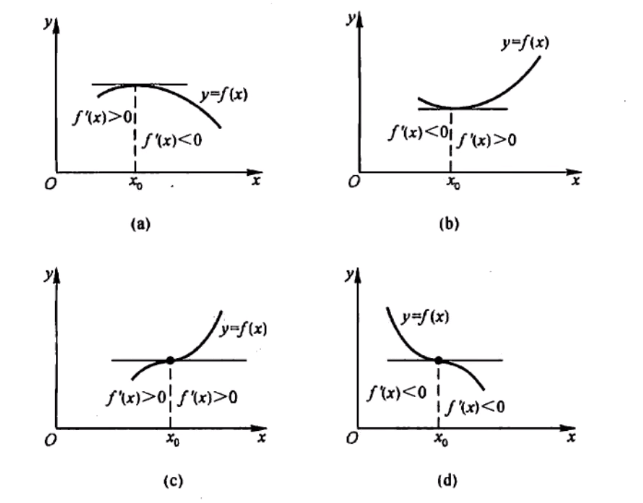 y
y=f(x)
f′(x)>0
f′(x)<0
O
x₀
x
(a)
y
y=f(x)
f′(x)<0
f′(x)>0
O
x₀
x
(b)
y
y=f(x)
f′(x)>0
f′(x)>0
O
x₀
x
(c)
y
y=f(x)
f′(x)<0
f′(x)<0
O
x₀
x
(d)